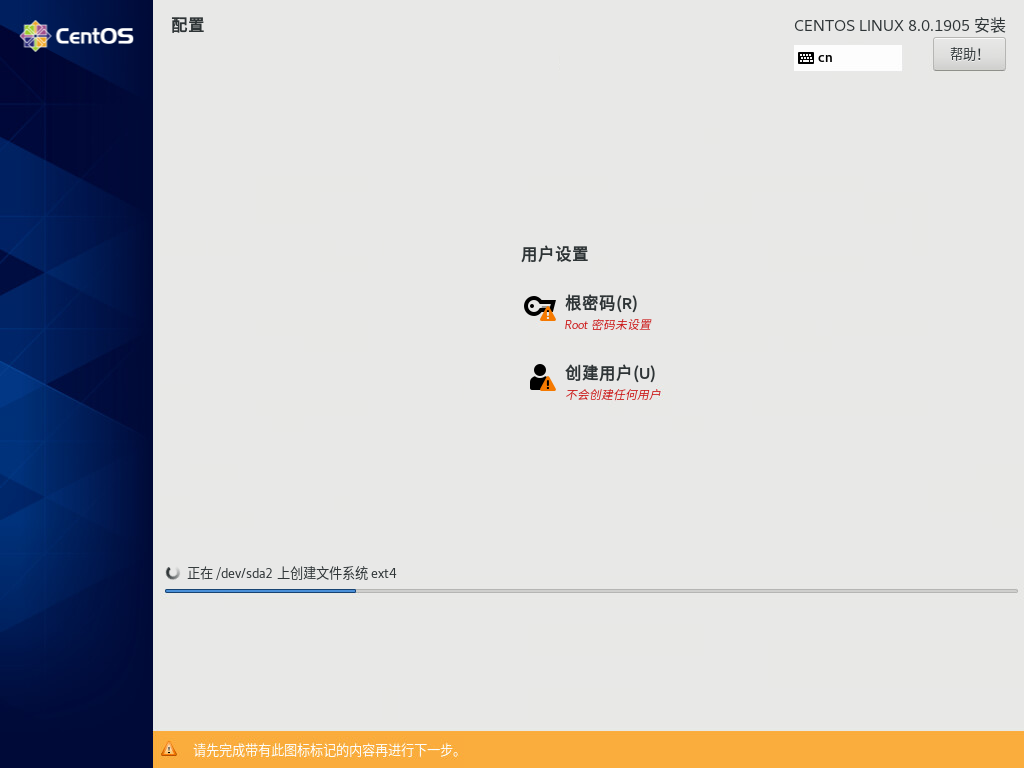 CentOS
配置
CENTOS LINUX 8.0.1905 安装
cn
帮助！
用户设置
根密码(R)
Root 密码未设置
创建用户(U)
不会创建任何用户
正在 /dev/sda2 上创建文件系统 ext4
请先完成带有此图标标记的内容再进行下一步。